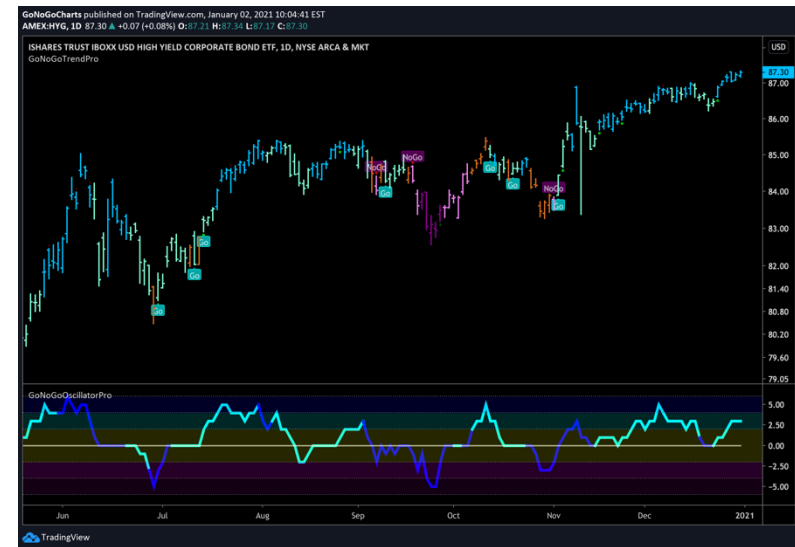 GoNoGoCharts published on TradingView.com, January 02, 2021 10:04:41 EST
AMEX:HYG, 1D 87.30 ▲ +0.07 (+0.08%) O:87.21 H:87.34 L:87.17 C:87.30
ISHARES TRUST IBOXX USD HIGH YIELD CORPORATE BOND ETF, 1D, NYSE ARCA & MKT
USD
GoNoGoTrendPro
87.30
87.00
86.00
85.00
84.00
83.00
82.00
81.40
80.80
80.20
79.60
79.05
NoGo
NoGo
Go
Go
Go
NoGo
Go
Go
Go
Go
GoNoGoOscillatorPro
5.00
2.50
0.00
-2.50
-5.00
Jun Jul Aug Sep Oct Nov Dec 2021
TradingView